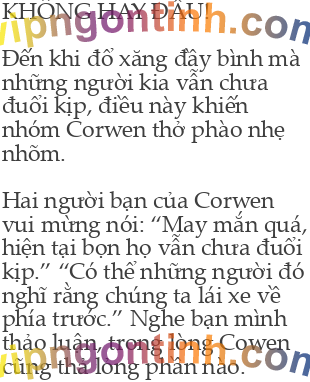 KHÔNG HAY ĐÂU!
vipngontinh.com
Đến khi đổ xăng đầy bình mà
những người kia vẫn chưa
đuổi kịp, điều này khiến
nhóm Corwen thở phào nhẹ
nhõm.
Hai người bạn của Corwen
vui mừng nói: “May mắn quá,
hiện tại bọn họ vẫn chưa đuổi
kịp.” “Có thể những người đó
nghĩ rằng chúng ta lái xe về
phía trước.” Nghe bạn mình
thảo luận, trong lòng Cowen
cũng thả lỏng phần nào.
vipngontinh.com